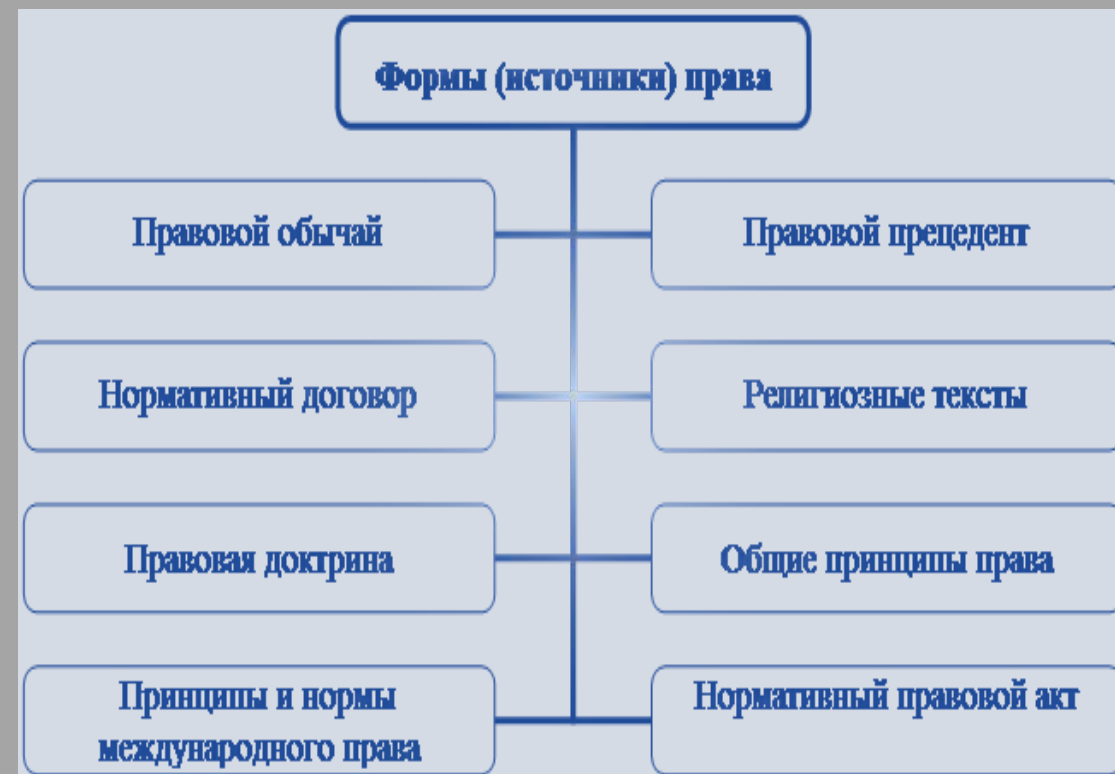 Формы (источники) права
Правовой обычай
Правовой прецедент
Нормативный договор
Религиозные тексты
Правовая доктрина
Общие принципы права
Принципы и нормы
международного права
Нормативный правовой акт